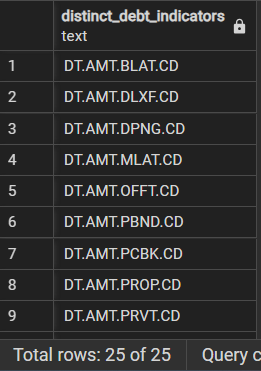 distinct_debt_indicators
text
1 DT.AMT.BLAT.CD
2 DT.AMT.DLXF.CD
3 DT.AMT.DPNG.CD
4 DT.AMT.MLAT.CD
5 DT.AMT.OFFT.CD
6 DT.AMT.PBND.CD
7 DT.AMT.PCBK.CD
8 DT.AMT.PROP.CD
9 DT.AMT.PRVT.CD
Total rows: 25 of 25 Query c